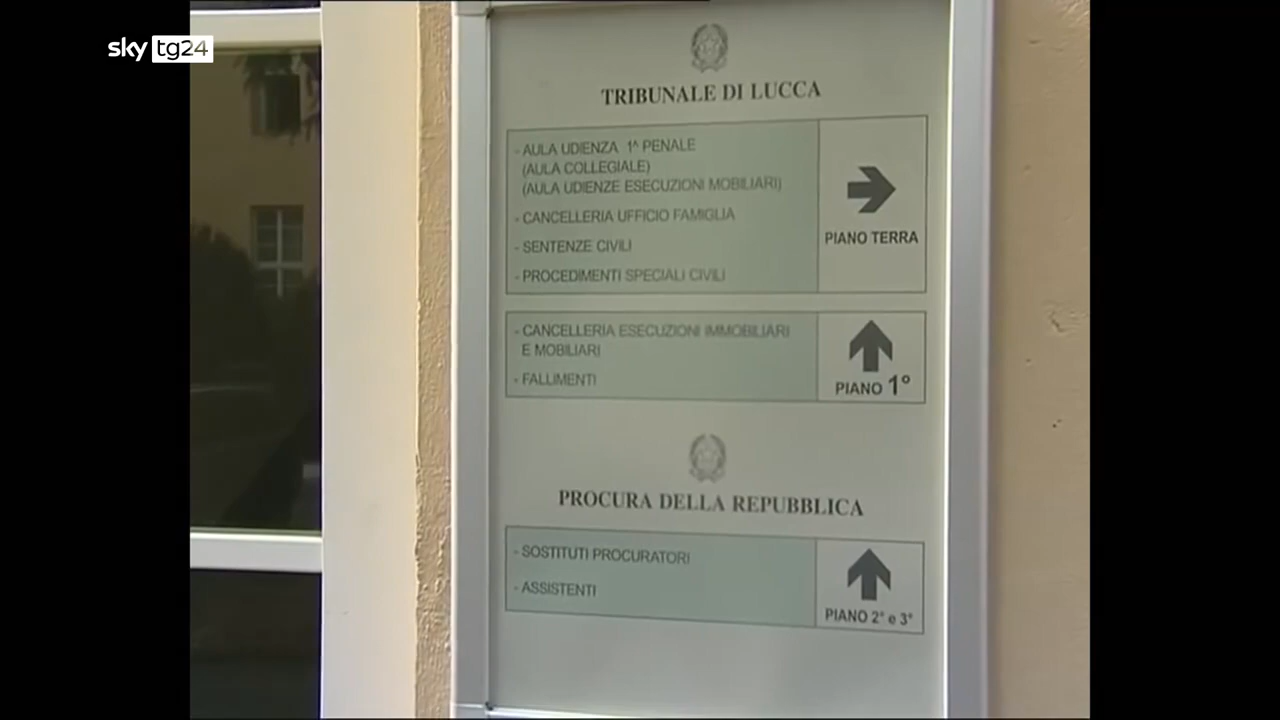 sky tg24
TRIBUNALE DI LUCCA
- AULA UDIENZA 1^ PENALE
(AULA COLLEGIALE)
(AULA UDIENZE ESECUZIONI MOBILIARI)
- CANCELLERIA UFFICIO FAMIGLIA
- SENTENZE CIVILI
- PROCEDIMENTI SPECIALI CIVILI
PIANO TERRA
- CANCELLERIA ESECUZIONI IMMOBILIARI
E MOBILIARI
- FALLIMENTI
PIANO 1°
PROCURA DELLA REPUBBLICA
- SOSTITUTI PROCURATORI
- ASSISTENTI
PIANO 2° e 3°